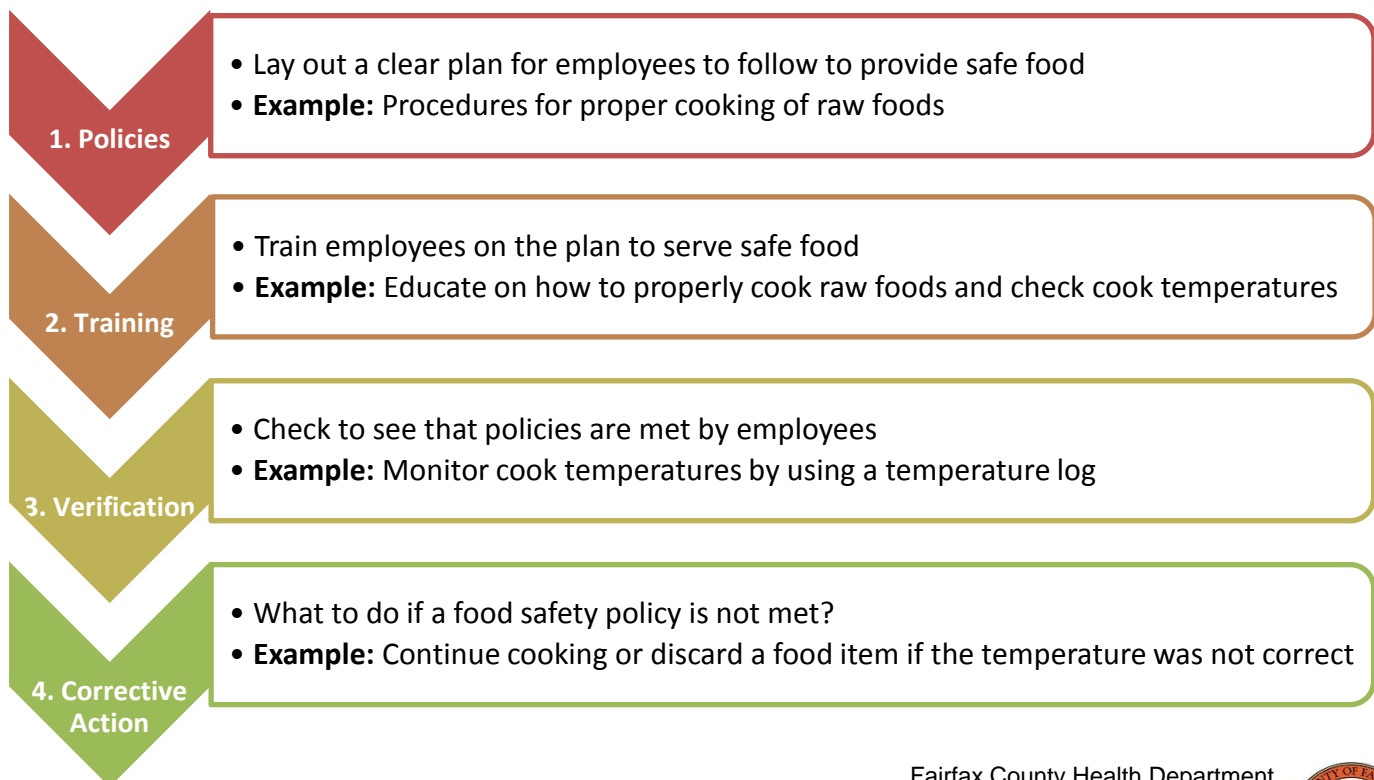 1. Policies
• Lay out a clear plan for employees to follow to provide safe food
• Example: Procedures for proper cooking of raw foods
2. Training
• Train employees on the plan to serve safe food
• Example: Educate on how to properly cook raw foods and check cook temperatures
3. Verification
• Check to see that policies are met by employees
• Example: Monitor cook temperatures by using a temperature log
4. Corrective
Action
• What to do if a food safety policy is not met?
• Example: Continue cooking or discard a food item if the temperature was not correct
Fairfax County Health Department